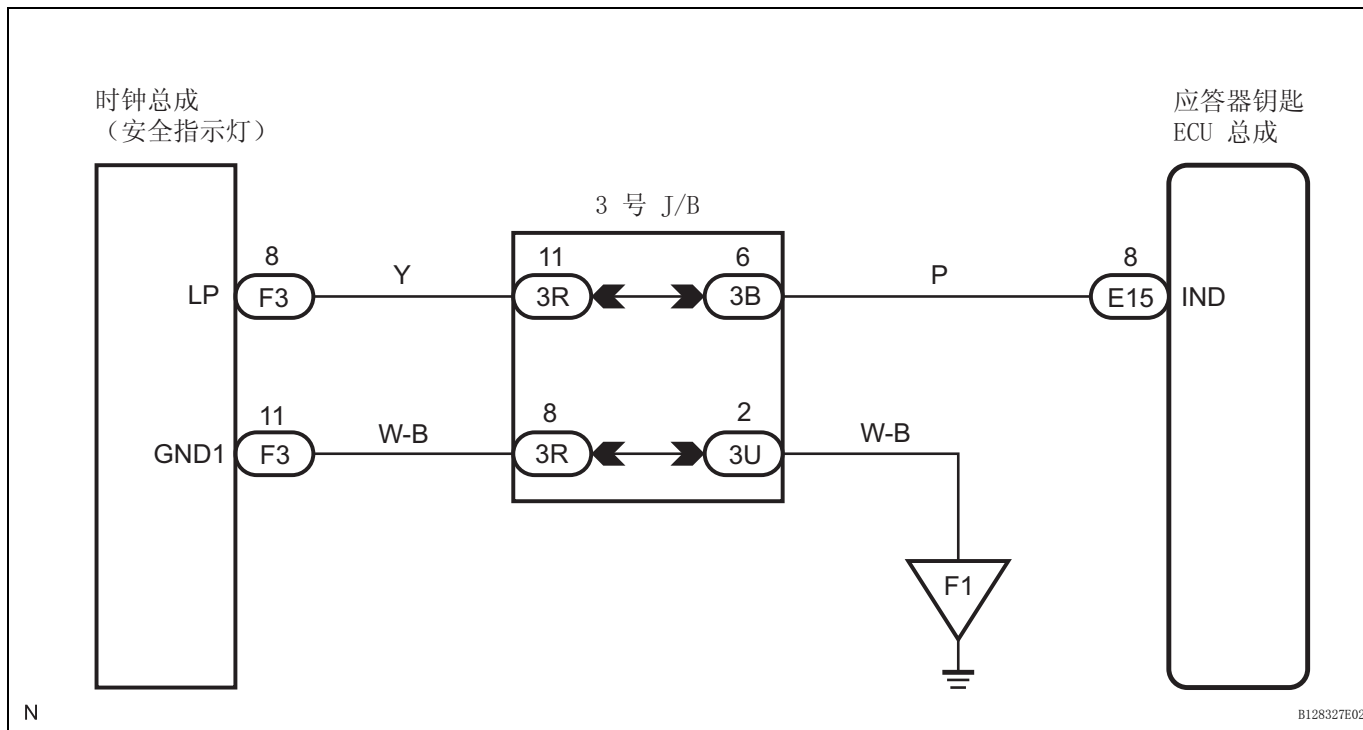 时钟总成
（安全指示灯）
应答器钥匙
ECU 总成
3 号 J/B
8
11
6
8
LP
F3
Y
3R
3B
P
E15
IND
11
8
2
GND1
F3
W-B
3R
3U
W-B
F1
N
B128327E02